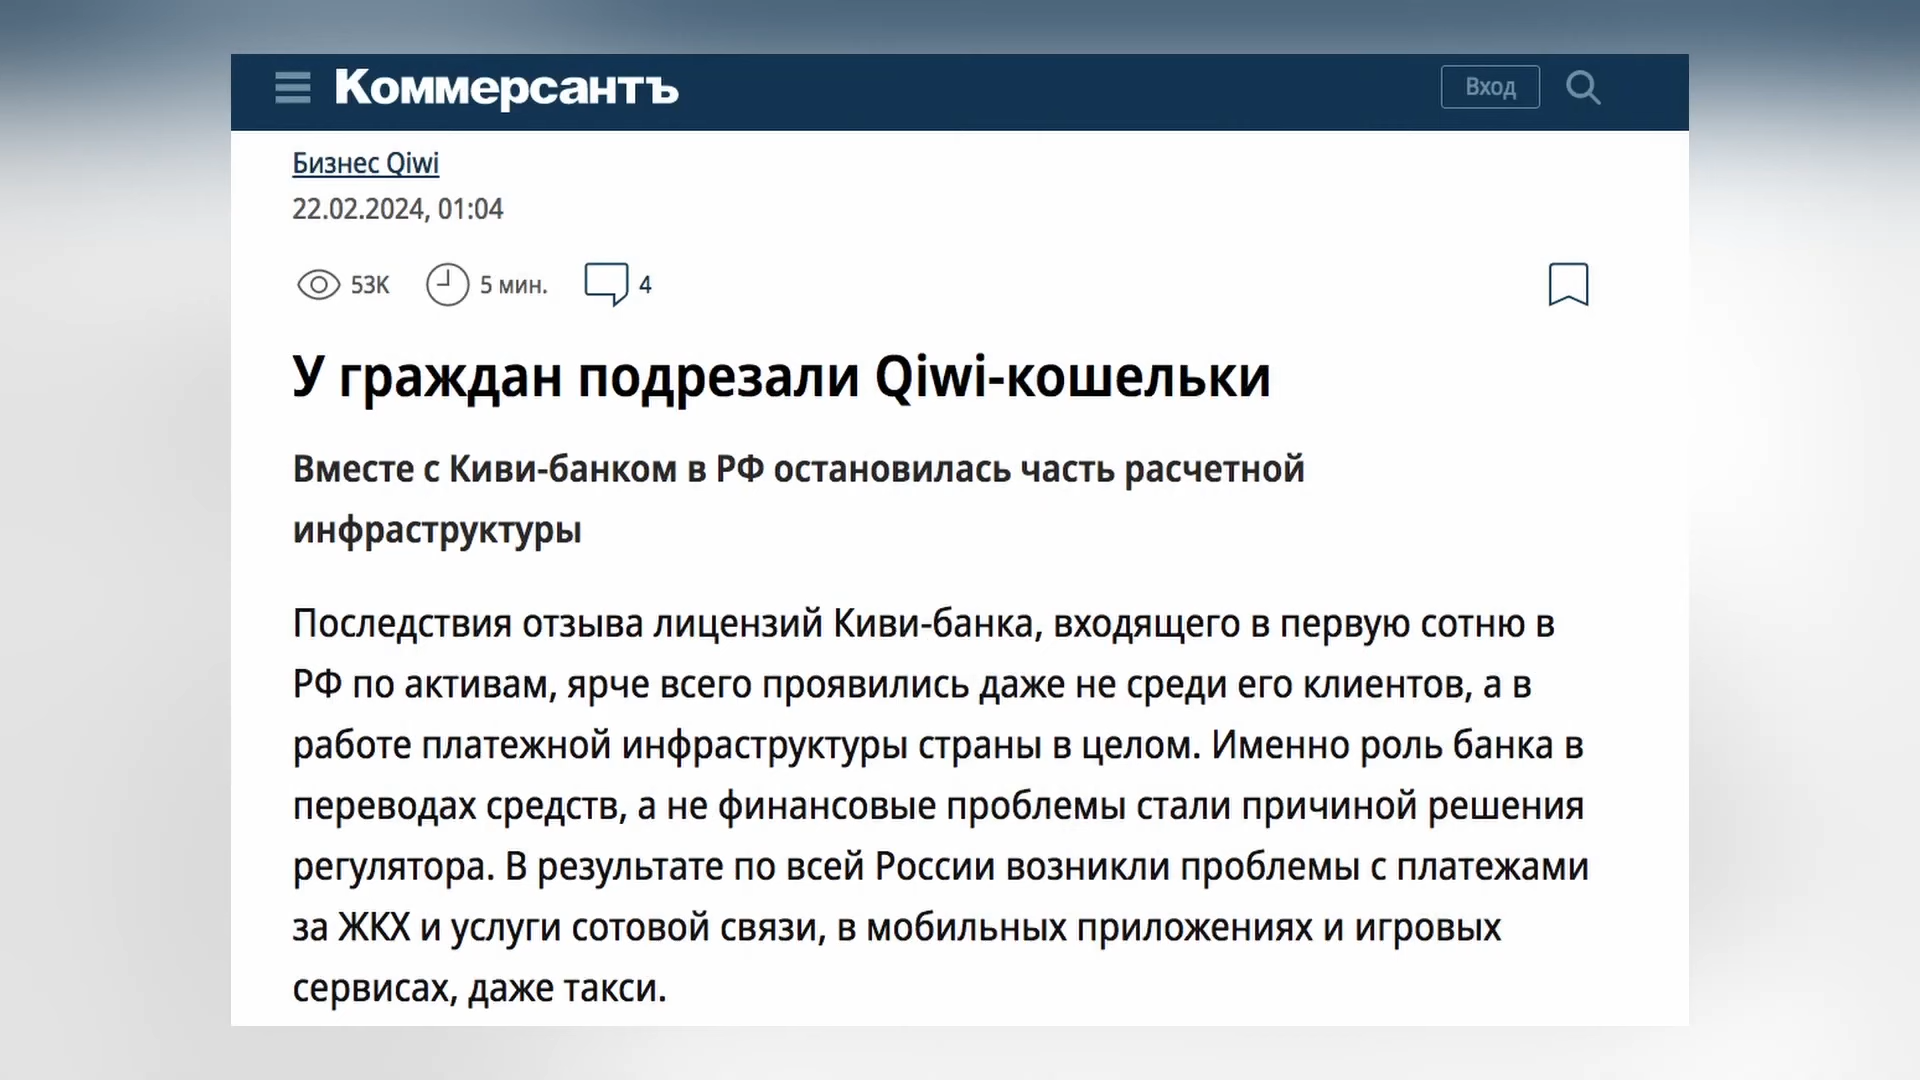 Коммерсантъ
Вход
Бизнес Qiwi
22.02.2024, 01:04
53K
5 мин.
4
У граждан подрезали Qiwi-кошельки
Вместе с Киви-банком в РФ остановилась часть расчетной
инфраструктуры
Последствия отзыва лицензий Киви-банка, входящего в первую сотню в
РФ по активам, ярче всего проявились даже не среди его клиентов, а в
работе платежной инфраструктуры страны в целом. Именно роль банка в
переводах средств, а не финансовые проблемы стали причиной решения
регулятора. В результате по всей России возникли проблемы с платежами
за ЖКХ и услуги сотовой связи, в мобильных приложениях и игровых
сервисах, даже такси.